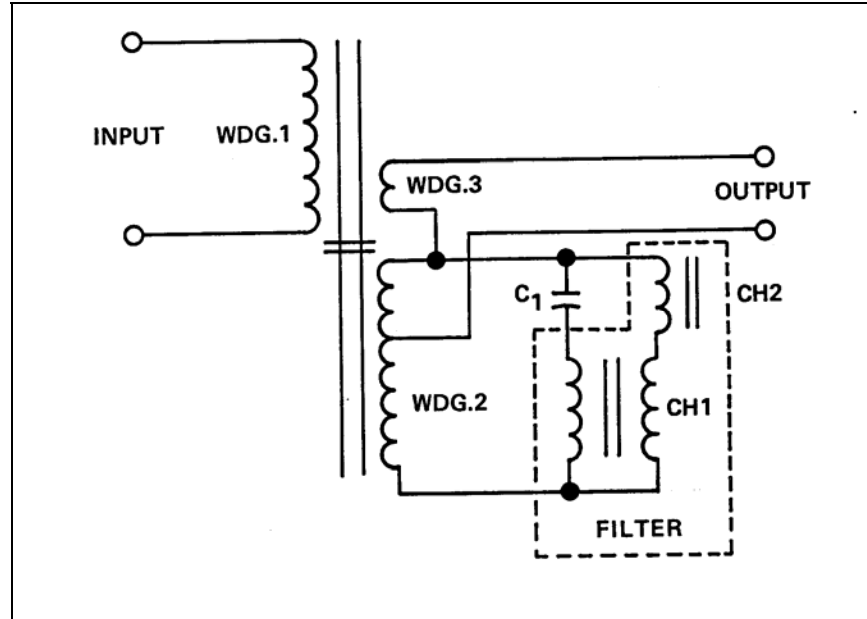 INPUT
WDG.1
WDG.3
OUTPUT
C1
CH2
WDG.2
CH1
FILTER